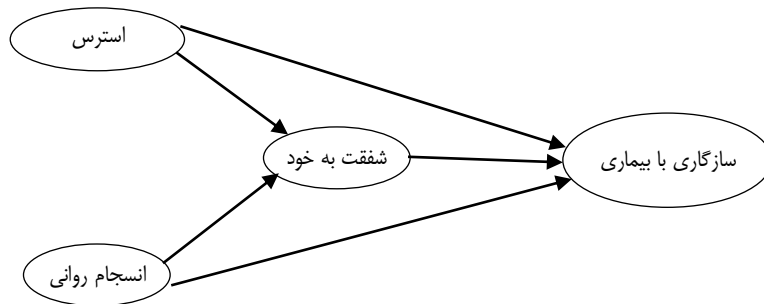 استرس
شفقت به خود
سازگاری با بیماری
انسجام روانی